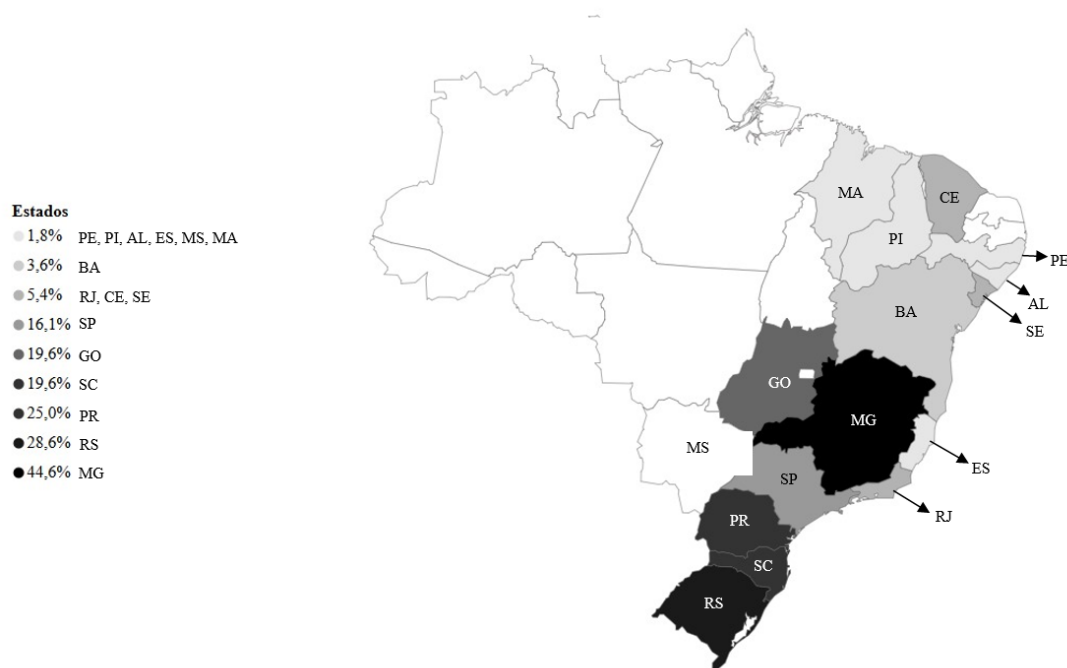 Estados
1,8% PE, PI, AL, ES, MS, MA
3,6% BA
5,4% RJ, CE, SE
16,1% SP
19,6% GO
19,6% SC
25,0% PR
28,6% RS
44,6% MG
MA
CE
PI
PE
AL
BA
SE
GO
MG
MS
ES
SP
RJ
PR
SC
RS